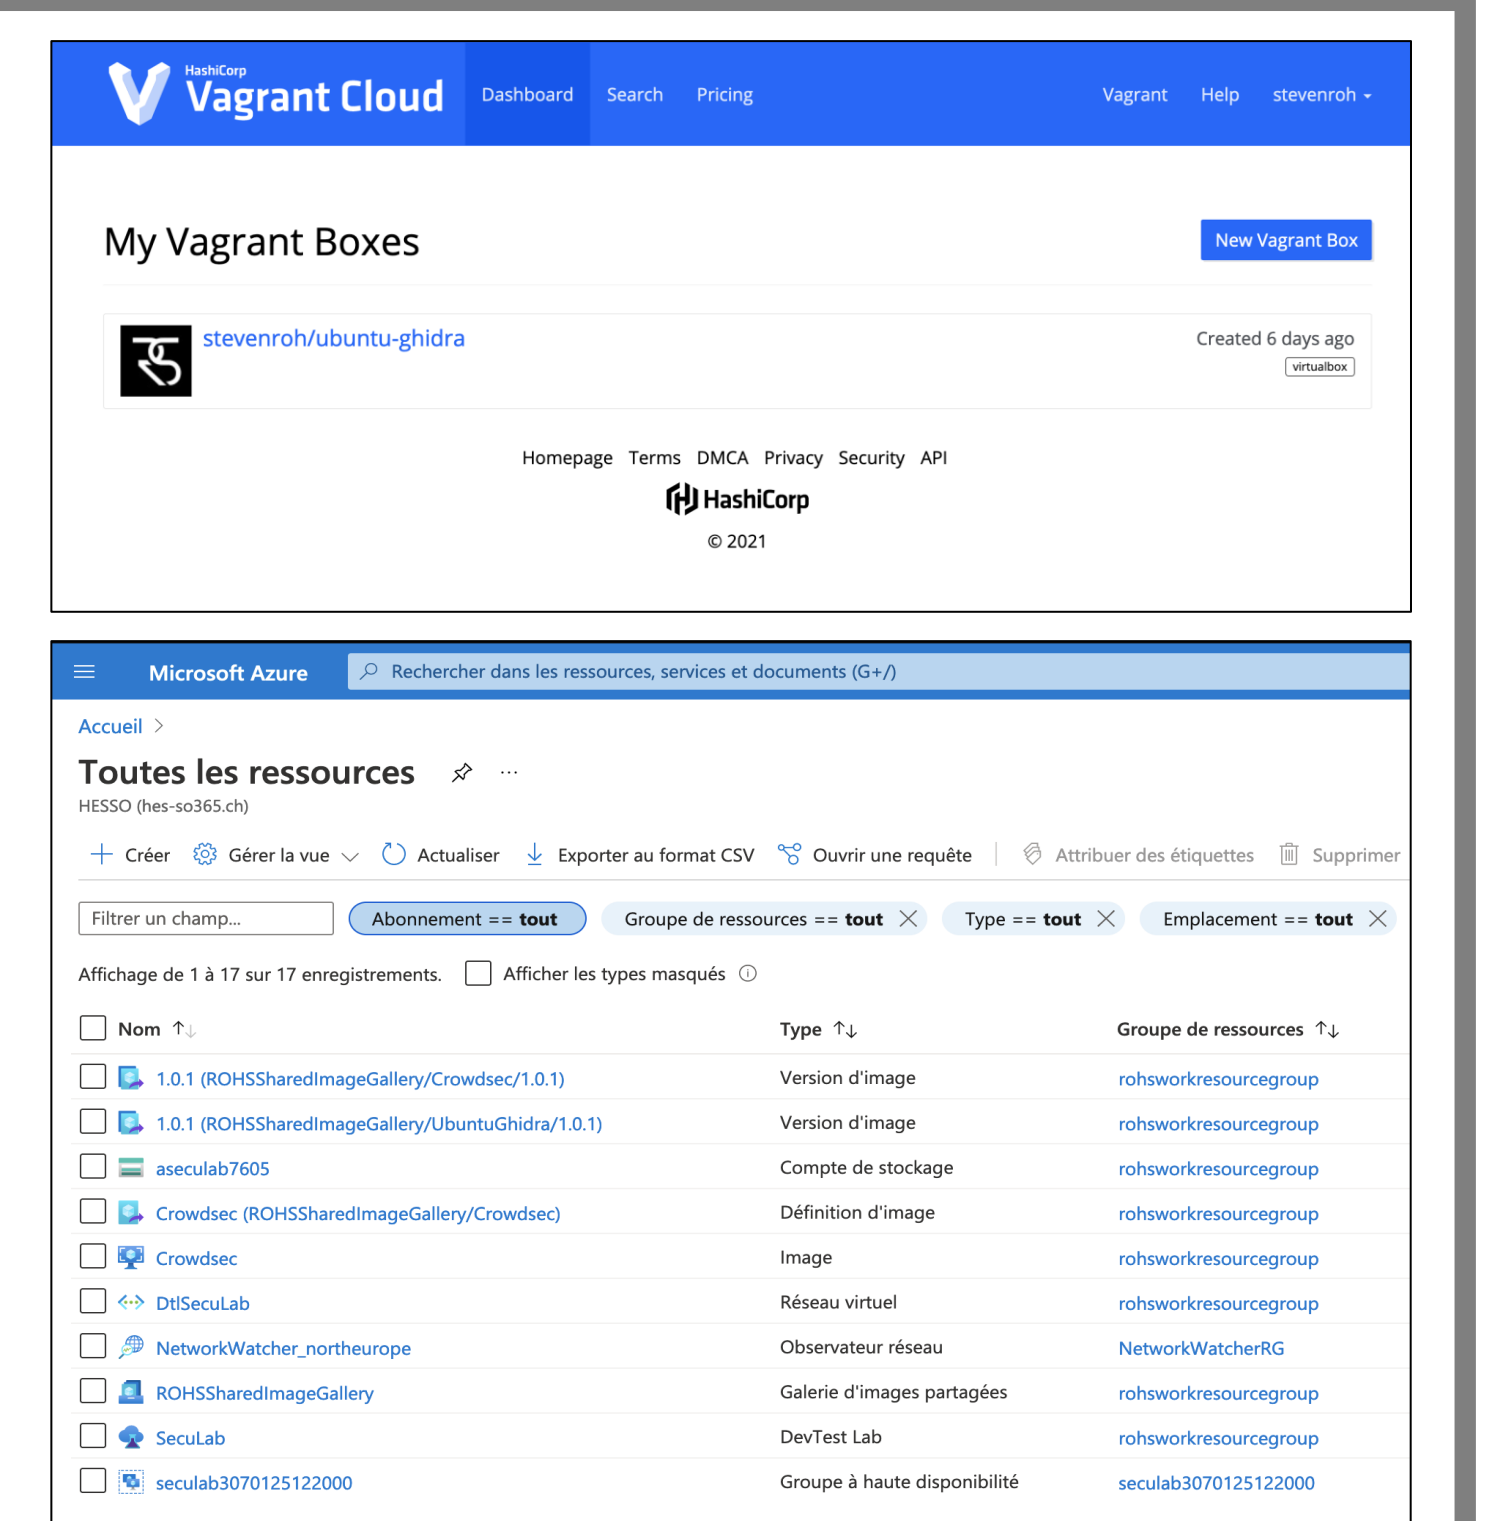 HashiCorp
Vagrant Cloud Dashboard Search Pricing Vagrant Help stevenroh
My Vagrant Boxes New Vagrant Box
stevenroh/ubuntu-ghidra Created 6 days ago
virtualbox
Homepage Terms DMCA Privacy Security API
HashiCorp
© 2021
Microsoft Azure Rechercher dans les ressources, services et documents (G+/)
Accueil >
Toutes les ressources ...
HESSO (hes-so365.ch)
Créer Gérer la vue Actualiser Exporter au format CSV Ouvrir une requête Attribuer des étiquettes Supprimer
Filtrer un champ... Abonnement == tout Groupe de ressources == tout Type == tout Emplacement == tout
Affichage de 1 à 17 sur 17 enregistrements. Afficher les types masqués
Nom Type Groupe de ressources
1.0.1 (ROHSSharedImageGallery/Crowdsec/1.0.1) Version d'image rohsworkresourcegroup
1.0.1 (ROHSSharedImageGallery/UbuntuGhidra/1.0.1) Version d'image rohsworkresourcegroup
aseculab7605 Compte de stockage rohsworkresourcegroup
Crowdsec (ROHSSharedImageGallery/Crowdsec) Définition d'image rohsworkresourcegroup
Crowdsec Image rohsworkresourcegroup
DtlSecuLab Réseau virtuel rohsworkresourcegroup
NetworkWatcher_northeurope Observateur réseau NetworkWatcherRG
ROHSSharedImageGallery Galerie d'images partagées rohsworkresourcegroup
SecuLab DevTest Lab rohsworkresourcegroup
seculab3070125122000 Groupe à haute disponibilité seculab3070125122000